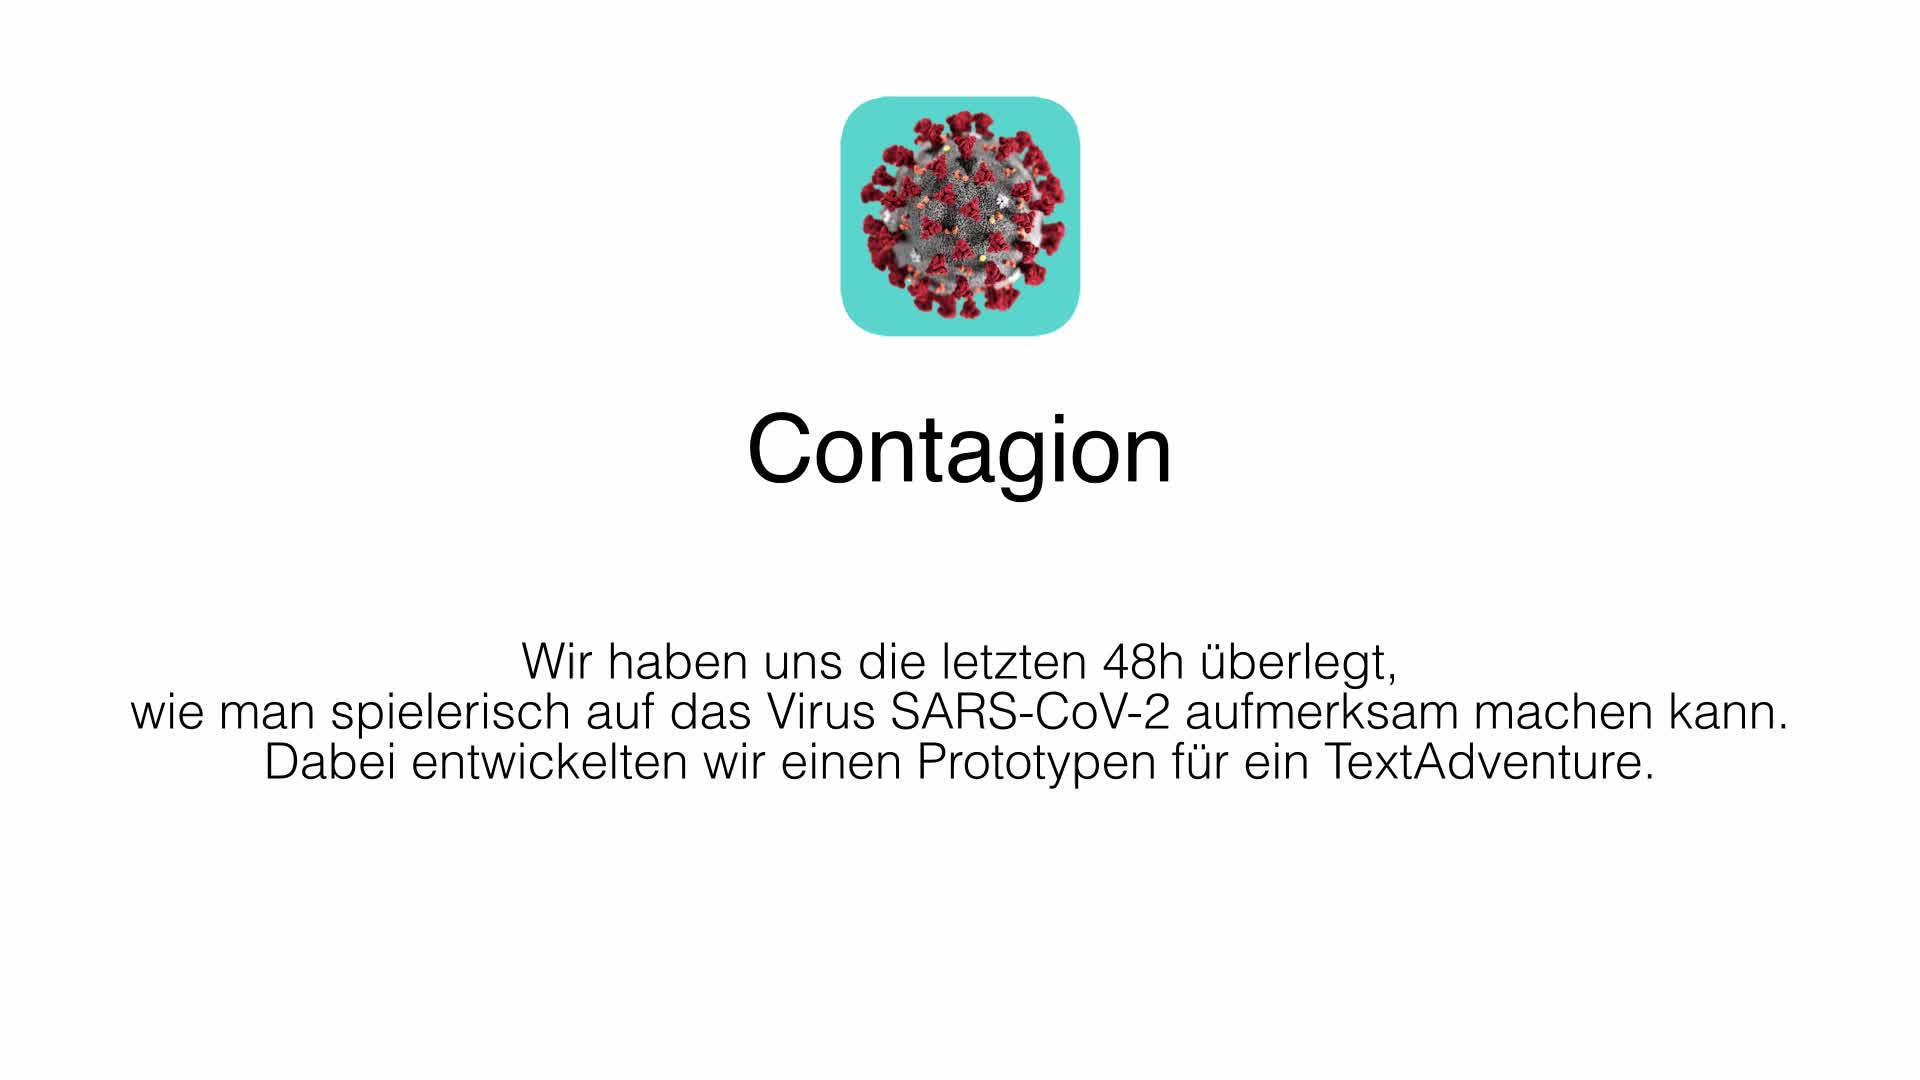 Contagion
Wir haben uns die letzten 48h überlegt,
wie man spielerisch auf das Virus SARS-CoV-2 aufmerksam machen kann.
Dabei entwickelten wir einen Prototypen für ein TextAdventure.